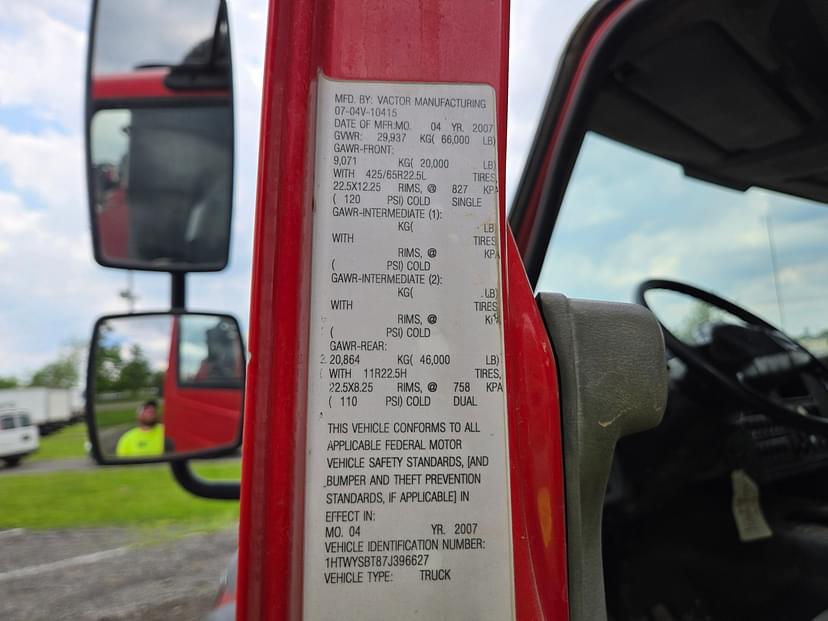 MFD. BY: VACTOR MANUFACTURING
07-04V-10415
DATE OF MFR:MO. 04 YR. 2007
GVWR: 29,937 KG( 66,000 LB)
GAWR-FRONT:
9,071 KG( 20,000 LB)
WITH 425/65R22.5L TIRES,
22.5X12.25 RIMS, @ 827 KPA
( 120 PSI) COLD SINGLE
GAWR-INTERMEDIATE (1):
KG( LB)
WITH TIRES
RIMS, @ KPA
( PSI) COLD
GAWR-INTERMEDIATE (2):
KG( LB)
WITH TIRES
RIMS, @ KPA
( PSI) COLD
GAWR-REAR:
20,864 KG( 46,000 LB)
WITH 11R22.5H TIRES,
22.5X8.25 RIMS, @ 758 KPA
( 110 PSI) COLD DUAL
THIS VEHICLE CONFORMS TO ALL
APPLICABLE FEDERAL MOTOR
VEHICLE SAFETY STANDARDS, [AND
BUMPER AND THEFT PREVENTION
STANDARDS, IF APPLICABLE] IN
EFFECT IN:
MO. 04 YR. 2007
VEHICLE IDENTIFICATION NUMBER:
1HTWYSBT87J396627
VEHICLE TYPE: TRUCK